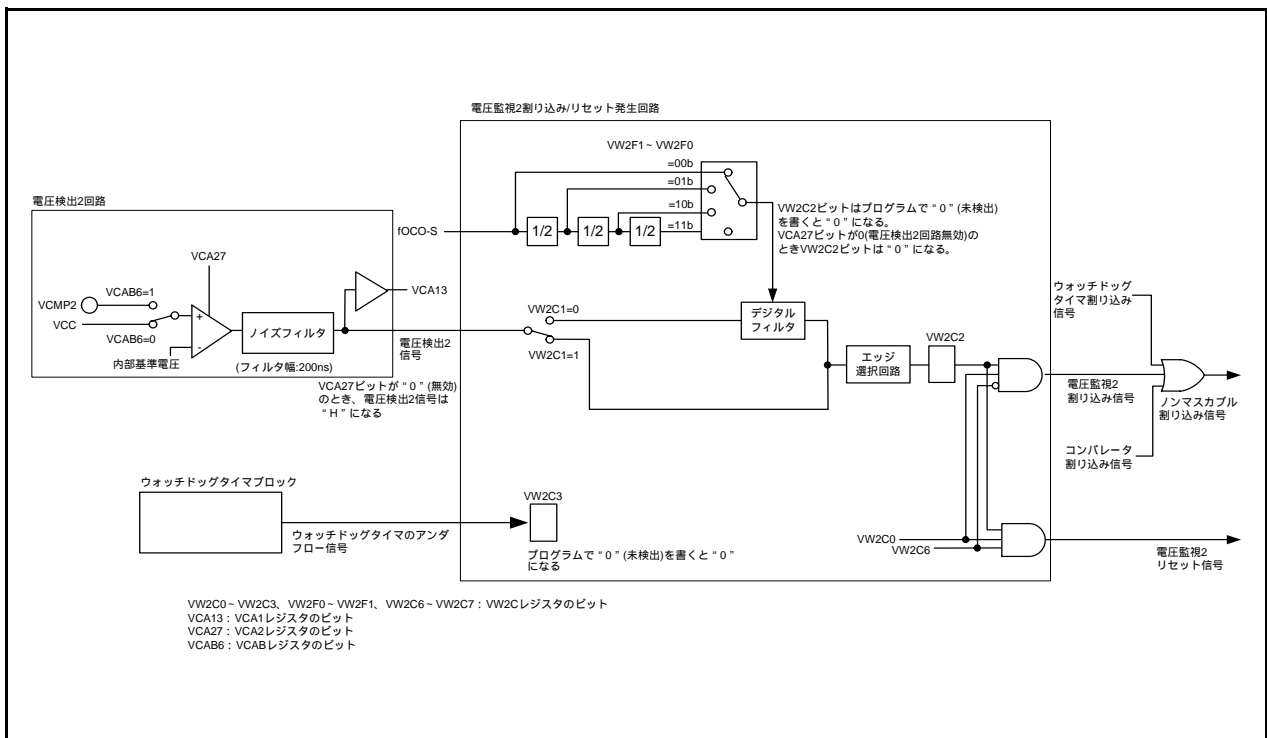 電圧監視2割り込み/リセット発生回路
VW2F1~VW2F0
=00b
=01b
=10b
=11b
fOCO-S
1/2
1/2
1/2
VW2C2ビットはプログラムで“0”(未検出)
を書くと“0”になる。
VCA27ビットが0(電圧検出2回路無効)の
ときVW2C2ビットは“0”になる。
電圧検出2回路
VCA27
VCMP2
VCAB6=1
VCC
VCAB6=0
+
-
内部基準電圧
ノイズフィルタ
(フィルタ幅:200ns)
VCA13
電圧検出2
信号
VCA27ビットが“0”(無効)
のとき、電圧検出2信号は
“H”になる
VW2C1=0
VW2C1=1
デジタル
フィルタ
エッジ
選択回路
VW2C2
ウォッチドッグ
タイマ割り込み
信号
電圧監視2
割り込み信号
ノンマスカブル
割り込み信号
コンパレータ
割り込み信号
ウォッチドッグタイマブロック
ウォッチドッグタイマのアンダ
フロー信号
VW2C3
プログラムで“0”(未検出)を書くと“0”
になる
VW2C0
VW2C6
電圧監視2
リセット信号
VW2C0~VW2C3、VW2F0~VW2F1、VW2C6~VW2C7:VW2Cレジスタのビット
VCA13:VCA1レジスタのビット
VCA27:VCA2レジスタのビット
VCAB6:VCABレジスタのビット